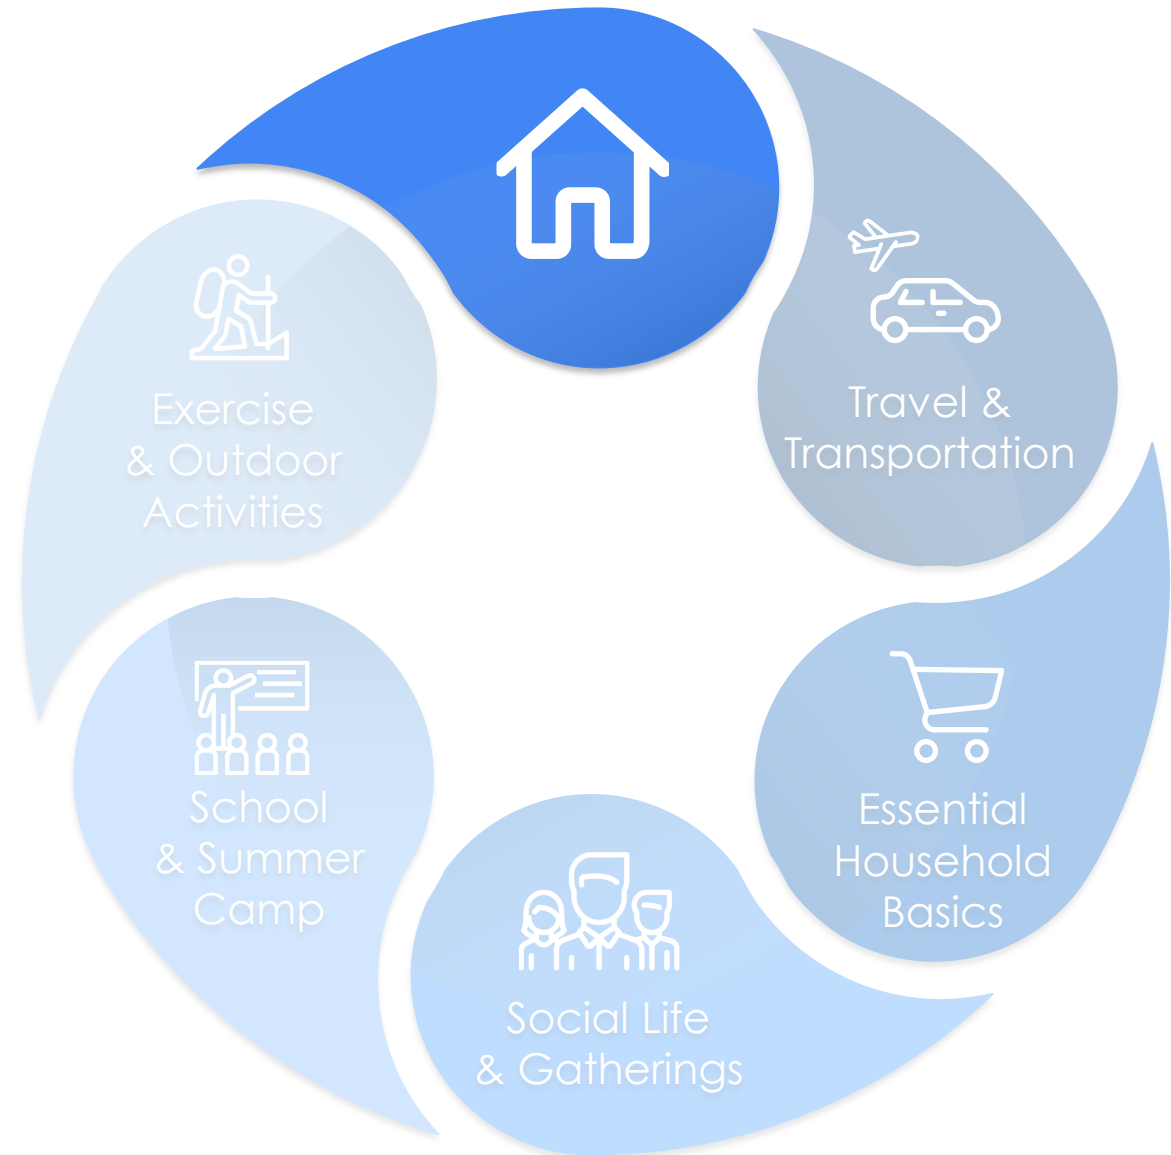 Travel &
Transportation
Essential
Household
Basics
Social Life
& Gatherings
School
& Summer
Camp
Exercise
& Outdoor
Activities